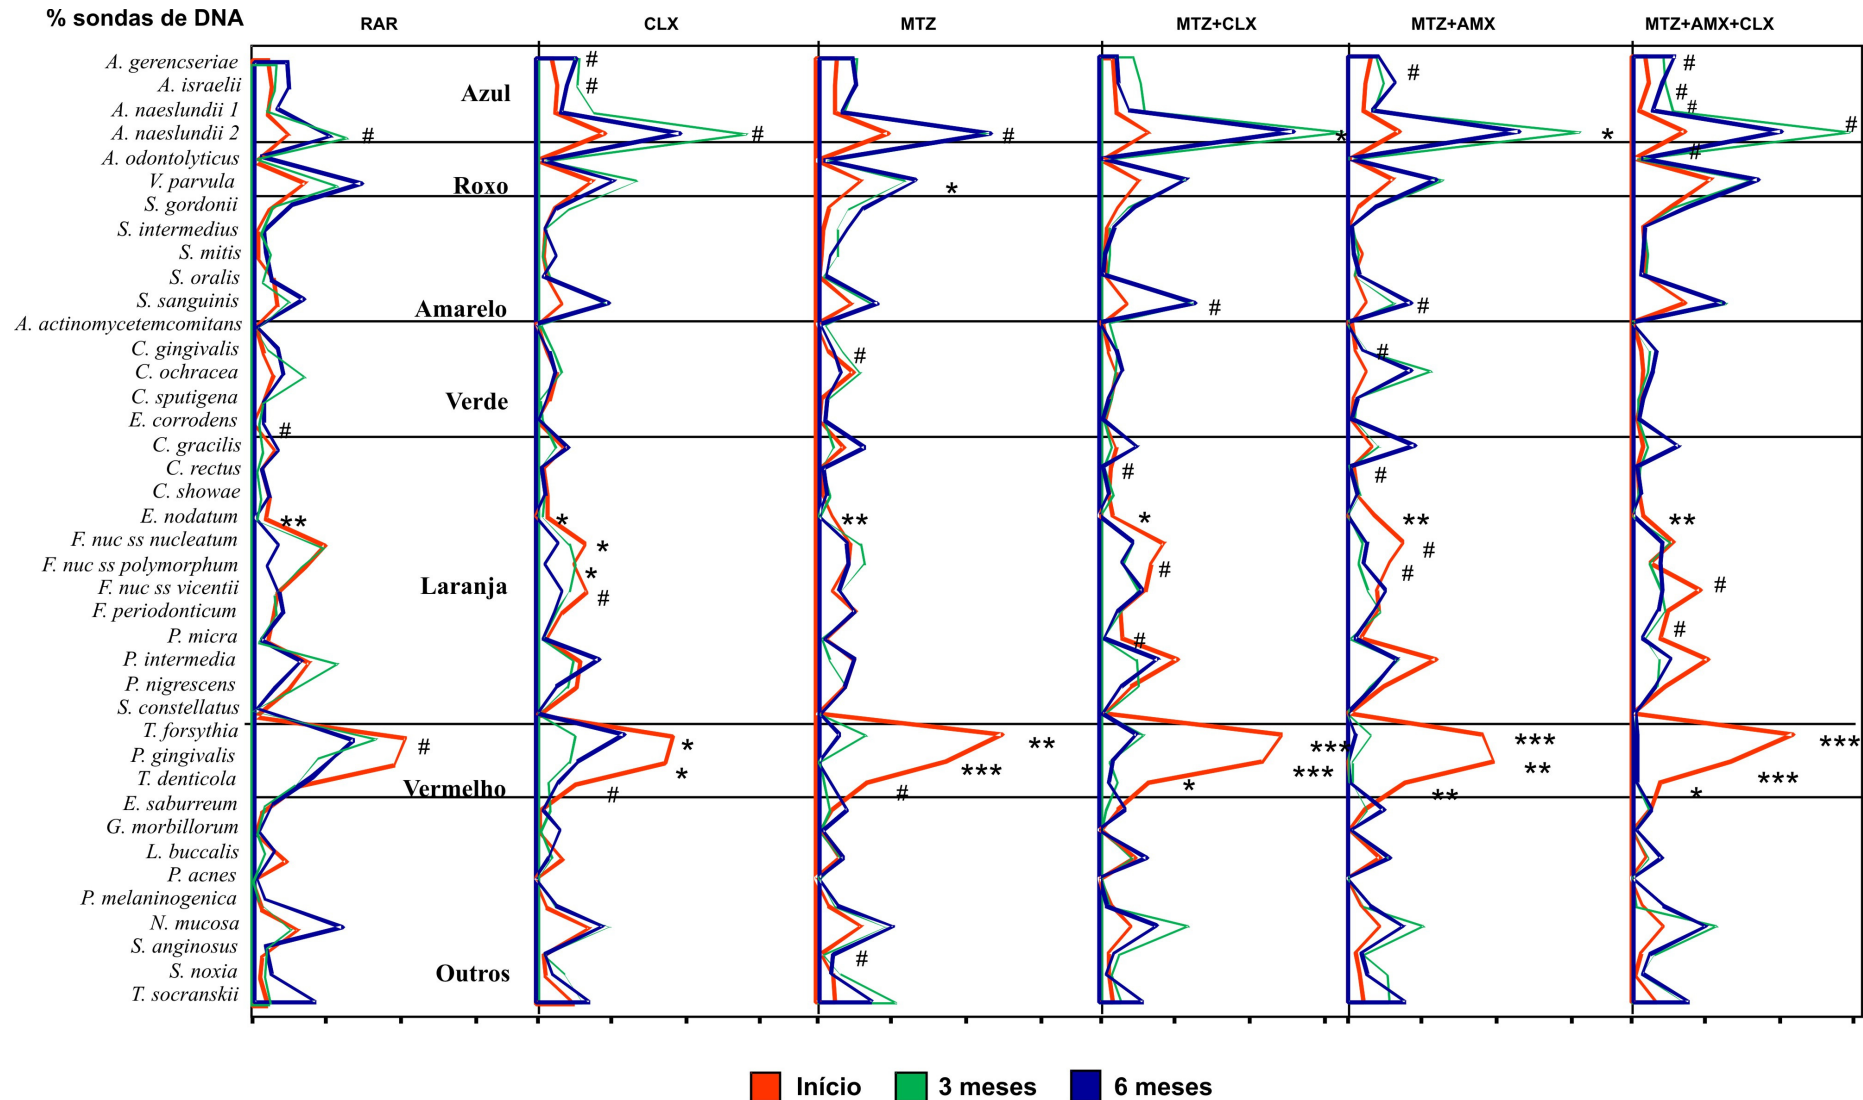 % sondas de DNA RAR CLX MTZ MTZ+CLX MTZ+AMX MTZ+AMX+CLX
A. gerencseriae # #
A. israelii Azul # # #
A. naeslundii 1 #
A. naeslundii 2 # # # * * #
A. odontolyticus #
V. parvula Roxo *
S. gordonii
S. intermedius
S. mitis
S. oralis
S. sanguinis Amarelo # #
A. actinomycetemcomitans
C. gingivalis # #
C. ochracea
C. sputigena Verde
E. corrodens #
C. gracilis
C. rectus # #
C. showae
E. nodatum ** * ** * ** **
F. nuc ss nucleatum * #
F. nuc ss polymorphum * # #
F. nuc ss vicentii Laranja # #
F. periodonticum
P. micra # #
P. intermedia
P. nigrescens
S. constellatus
T. forsythia # * ** *** *** ***
P. gingivalis * *** *** ** ***
T. denticola Vermelho # # * ** *
E. saburreum
G. morbillorum
L. buccalis
P. acnes
P. melaninogenica
N. mucosa
S. anginosus #
S. noxia Outros
T. socranskii
Início 3 meses 6 meses